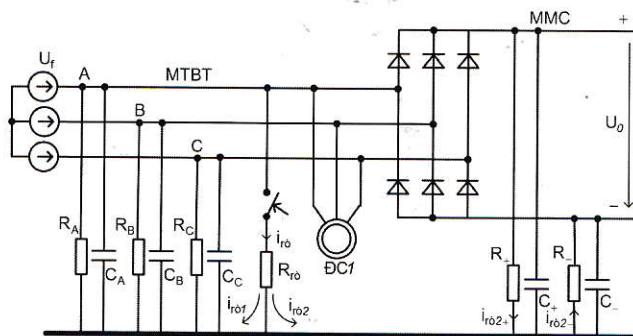 MMC
+
U_f
A
MTBT
B
U_0
C
−
R_A
C_A
R_B
C_B
R_C
C_C
i_rò
R_rò
ĐC1
i_rò1
i_rò2
R_+
C_+
i_rò2+
R_−
C_−
i_rò2−